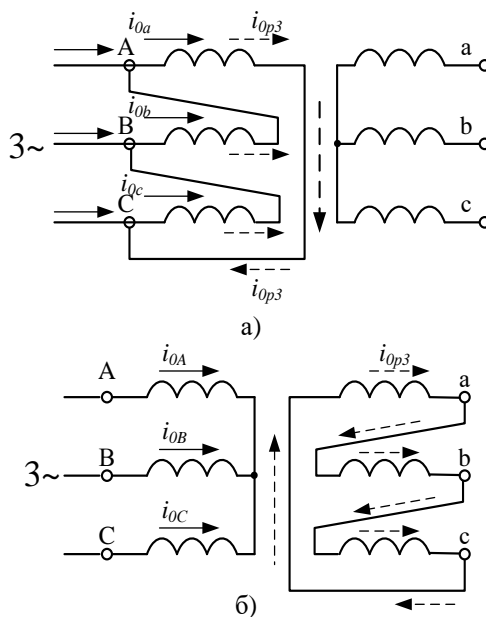 A i0a i0p3 a
i0b
3~ B b
i0c
C c
i0p3
а)
A i0A i0p3 a
i0B
3~ B b
i0C
C c
б)